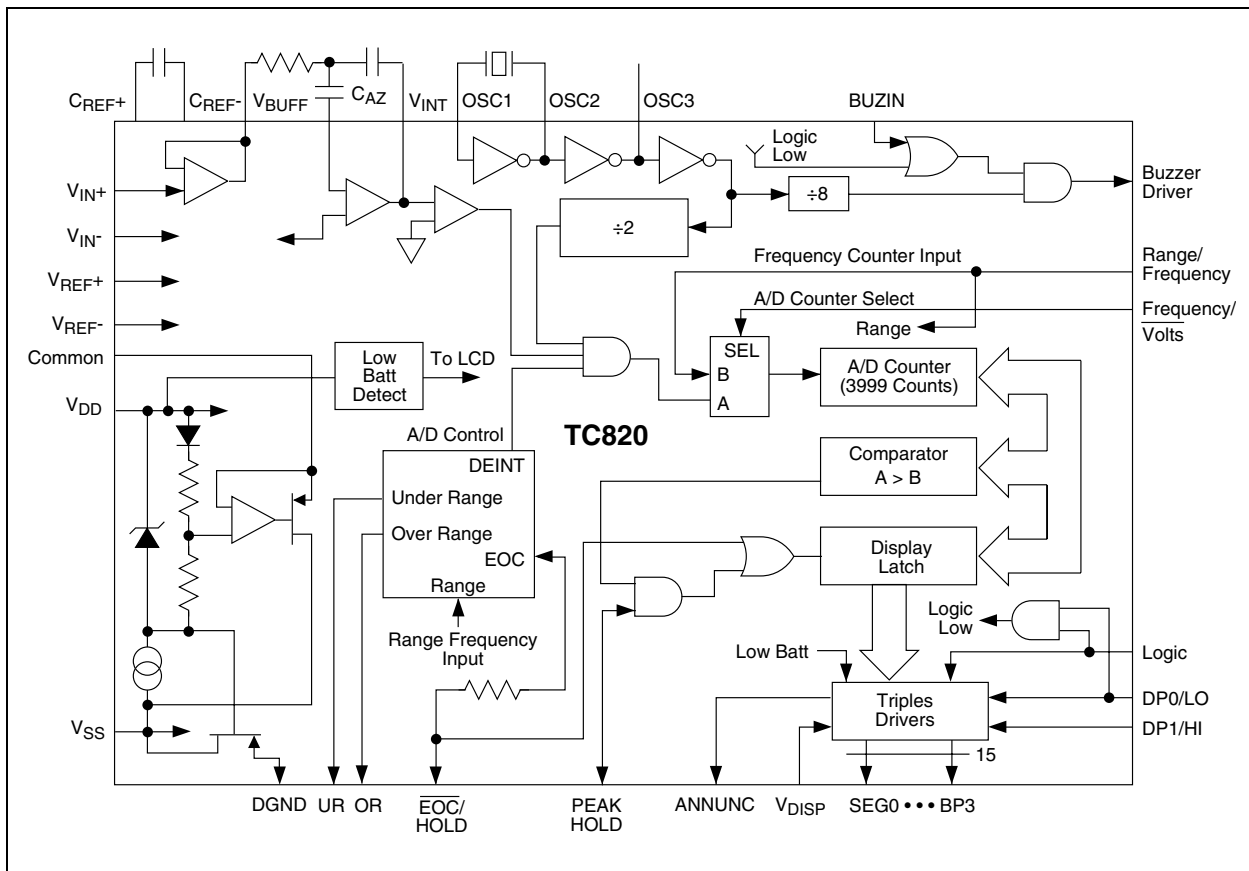 CREF+
CREF-
VBUFF
CAZ
VINT
OSC1
OSC2
OSC3
BUZIN
Logic
Low
Buzzer
Driver
VIN+
÷8
÷2
VIN-
Frequency Counter Input
Range/
Frequency
VREF+
A/D Counter Select
Frequency/
Volts
VREF-
Range
Common
Low
Batt
Detect
To LCD
SEL
B
A
A/D Counter
(3999 Counts)
VDD
TC820
A/D Control
DEINT
Under Range
Over Range
EOC
Range
Comparator
A > B
Display
Latch
Range Frequency
Input
Logic
Low
Low Batt
Logic
Triples
Drivers
DP0/LO
DP1/HI
VSS
15
DGND
UR
OR
EOC/
HOLD
PEAK
HOLD
ANNUNC
VDISP
SEG0 ••• BP3